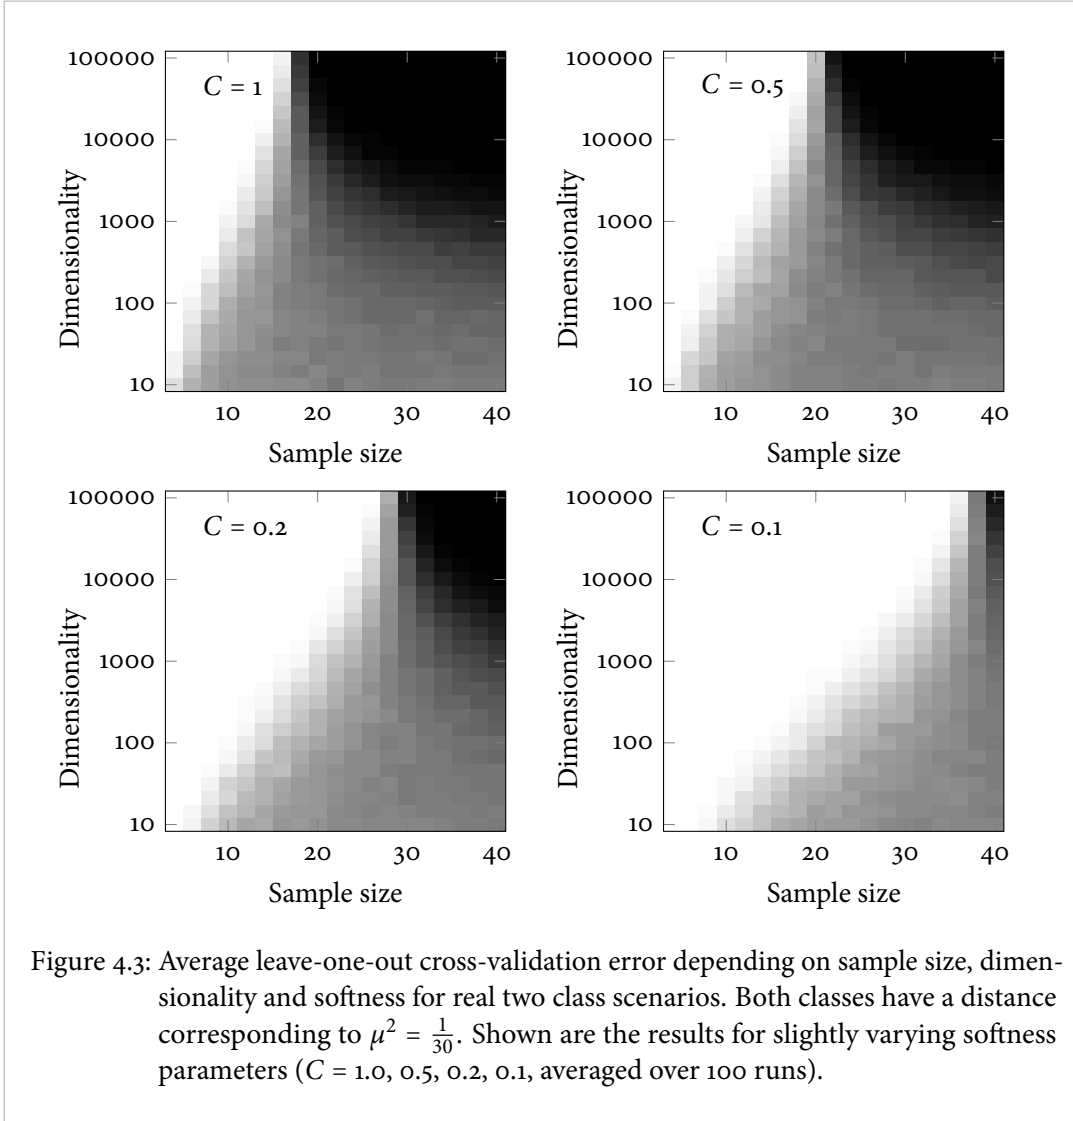 100000
10000
1000
100
10
Dimensionality
C = 1
10 20 30 40
Sample size
100000
10000
1000
100
10
Dimensionality
C = 0.5
10 20 30 40
Sample size
100000
10000
1000
100
10
Dimensionality
C = 0.2
10 20 30 40
Sample size
100000
10000
1000
100
10
Dimensionality
C = 0.1
10 20 30 40
Sample size
Figure 4.3: Average leave-one-out cross-validation error depending on sample size, dimen-
sionality and softness for real two class scenarios. Both classes have a distance
corresponding to μ² = 1/30. Shown are the results for slightly varying softness
parameters (C = 1.0, 0.5, 0.2, 0.1, averaged over 100 runs).